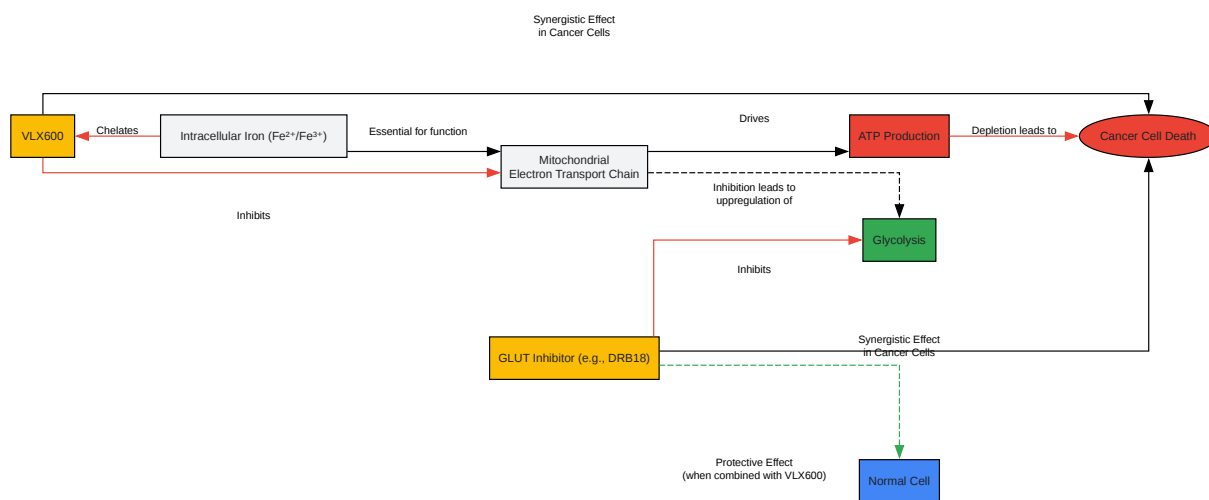 Synergistic Effect
in Cancer Cells
VLX600
Chelates
Intracellular Iron (Fe²⁺/Fe³⁺)
Essential for function
Mitochondrial
Electron Transport Chain
Drives
ATP Production
Depletion leads to
Cancer Cell Death
Inhibition leads to
uppregulation of
Inhibits
Glycolysis
Inhibits
GLUT Inhibitor (e.g., DRB18)
Synergistic Effect
in Cancer Cells
Protective Effect
(when combined with VLX600)
Normal Cell